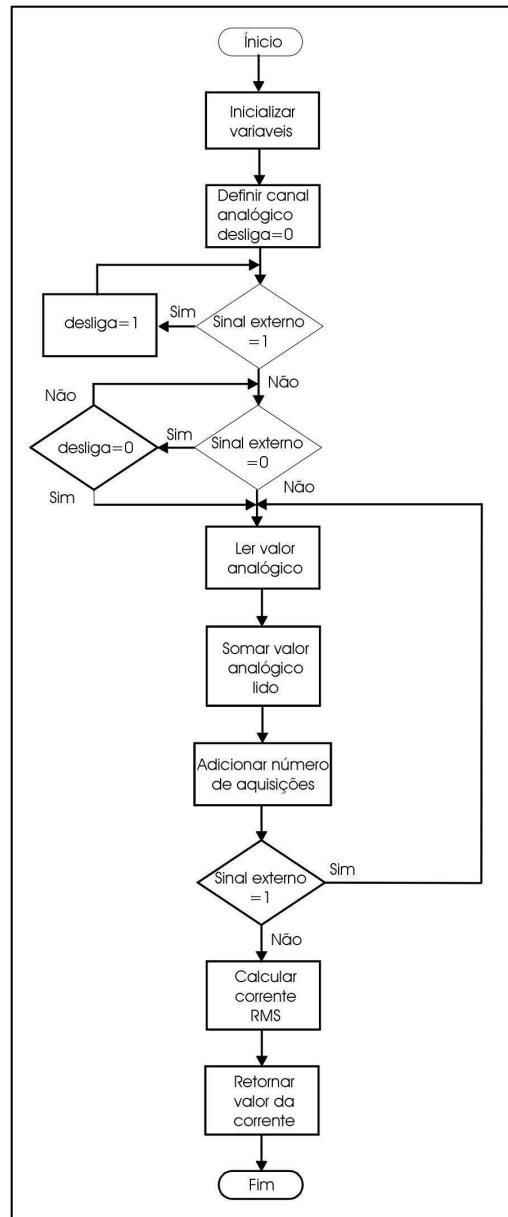 Ínicio
Inicializar
variaveis
Definir canal
analógico
desliga=0
Sim
desliga=1
Sinal externo
=1
Não
Não
Sim
desliga=0
Sinal externo
=0
Sim
Não
Ler valor
analógico
Somar valor
analógico
lido
Adicionar número
de aquisições
Sinal externo
=1
Sim
Não
Calcular
corrente
RMS
Retornar
valor da
corrente
Fim